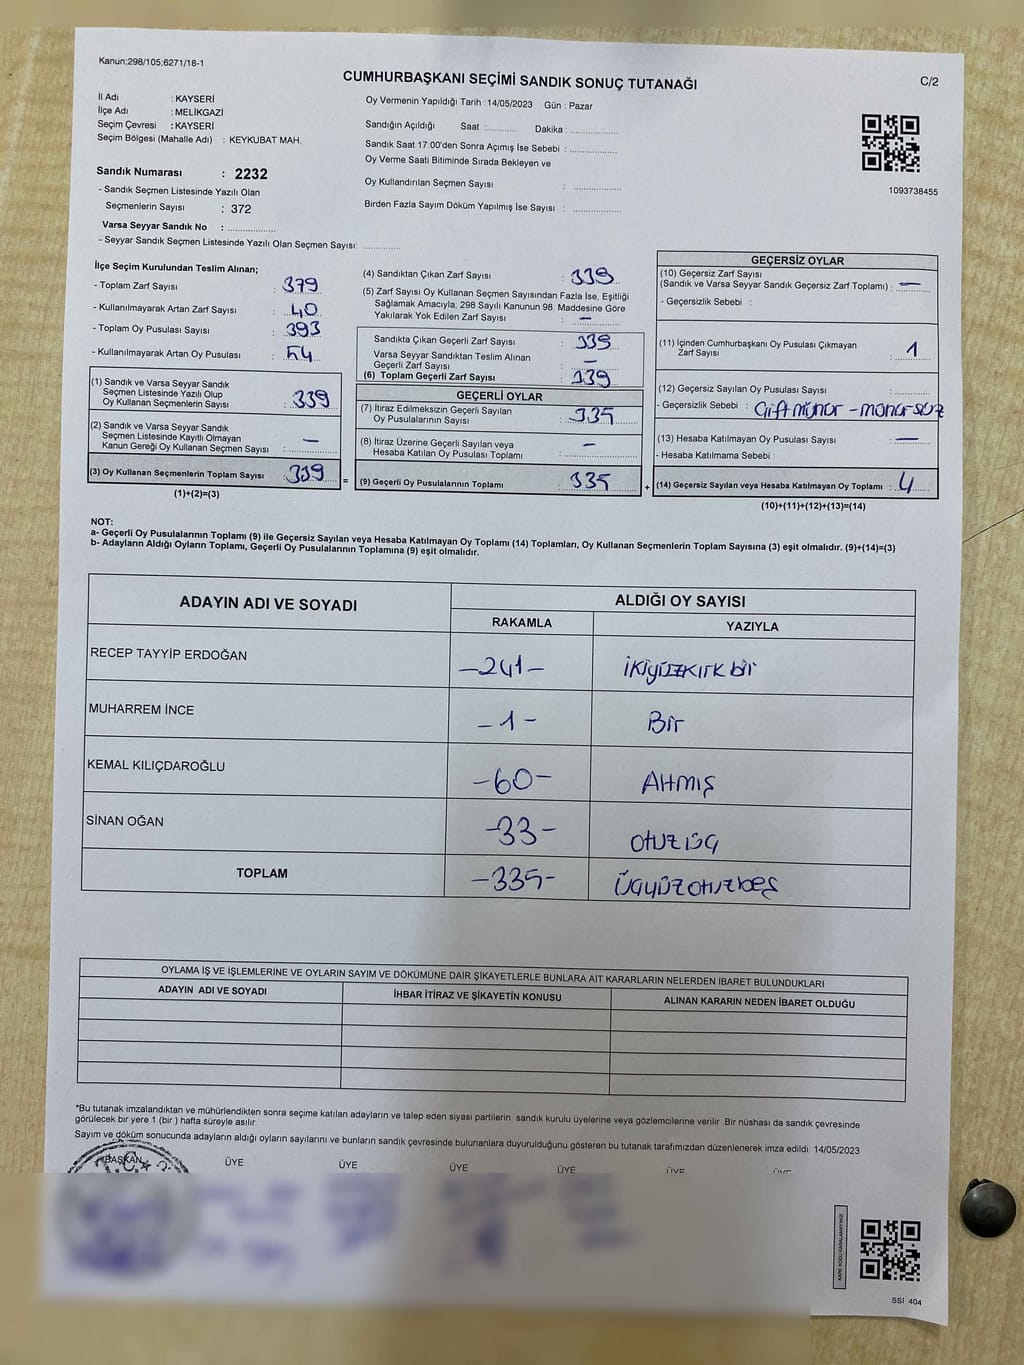 Kanun;298/105;6271/18-1
CUMHURBAŞKANI SEÇİMİ SANDIK SONUÇ TUTANAĞI
C/2
İl Adı : KAYSERİ
İlçe Adı : MELİKGAZİ
Seçim Çevresi : KAYSERİ
Seçim Bölgesi (Mahalle Adı) : KEYKUBAT MAH.
Oy Vermenin Yapıldığı Tarih : 14/05/2023 Gün : Pazar
Sandığın Açıldığı Saat :........... Dakika : ..................
Sandık Saat 17:00'den Sonra Açımış İse Sebebi : ..................
Oy Verme Saati Bitiminde Sırada Bekleyen ve
Oy Kullandırılan Seçmen Sayısı : ..................
Birden Fazla Sayım Döküm Yapılmış İse Sayısı : ..................
1093738455
Sandık Numarası : 2232
- Sandık Seçmen Listesinde Yazılı Olan
Seçmenlerin Sayısı : 372
Varsa Seyyar Sandık No : ..................
- Seyyar Sandık Seçmen Listesinde Yazılı Olan Seçmen Sayısı: ..............
İlçe Seçim Kurulundan Teslim Alınan;
- Toplam Zarf Sayısı : 379
- Kullanılmayarak Artan Zarf Sayısı : 40
- Toplam Oy Pusulası Sayısı : 393
- Kullanılmayarak Artan Oy Pusulası : 54
(1) Sandık ve Varsa Seyyar Sandık
Seçmen Listesinde Yazılı Olup
Oy Kullanan Seçmenlerin Sayısı : 339
(2) Sandık ve Varsa Seyyar Sandık
Seçmen Listesinde Kayıtlı Olmayan
Kanun Gereği Oy Kullanan Seçmen Sayısı : —
(3) Oy Kullanan Seçmenlerin Toplam Sayısı : 339
(1)+(2)=(3)
=
(4) Sandıktan Çıkan Zarf Sayısı : 339
(5) Zarf Sayısı Oy Kullanan Seçmen Sayısından Fazla İse, Eşitliği
Sağlamak Amacıyla; 298 Sayılı Kanunun 98. Maddesine Göre
Yakılarak Yok Edilen Zarf Sayısı : —
Sandıkta Çıkan Geçerli Zarf Sayısı : 339
Varsa Seyyar Sandıktan Teslim Alınan
Geçerli Zarf Sayısı : —
(6) Toplam Geçerli Zarf Sayısı : 339
GEÇERLİ OYLAR
(7) İtiraz Edilmeksizin Geçerli Sayılan
Oy Pusulalarının Sayısı : 335
(8) İtiraz Üzerine Geçerli Sayılan veya
Hesaba Katılan Oy Pusulası Toplamı : —
(9) Geçerli Oy Pusulalarının Toplamı : 335
+
GEÇERSİZ OYLAR
(10) Geçersiz Zarf Sayısı
(Sandık ve Varsa Seyyar Sandık Geçersiz Zarf Toplamı) : —
- Geçersizlik Sebebi :
(11) İçinden Cumhurbaşkanı Oy Pusulası Çıkmayan
Zarf Sayısı : 1
(12) Geçersiz Sayılan Oy Pusulası Sayısı : ............
- Geçersizlik Sebebi : Çift mühür - mühürsüz
(13) Hesaba Katılmayan Oy Pusulası Sayısı : —
- Hesaba Katılmama Sebebi :
(14) Geçersiz Sayılan veya Hesaba Katılmayan Oy Toplamı : 4
(10)+(11)+(12)+(13)=(14)
NOT:
a- Geçerli Oy Pusulalarının Toplamı (9) ile Geçersiz Sayılan veya Hesaba Katılmayan Oy Toplamı (14) Toplamları, Oy Kullanan Seçmenlerin Toplam Sayısına (3) eşit olmalıdır. (9)+(14)=(3)
b- Adayların Aldığı Oyların Toplamı, Geçerli Oy Pusulalarının Toplamına (9) eşit olmalıdır.
ADAYIN ADI VE SOYADI ALDIĞI OY SAYISI
RAKAMLA YAZIYLA
RECEP TAYYİP ERDOĞAN -241- ikiyüzkırk bir
MUHARREM İNCE -1- Bir
KEMAL KILIÇDAROĞLU -60- Altmış
SİNAN OĞAN -33- otuz üç
TOPLAM -335- Üçyüzotuzbeş
OYLAMA İŞ VE İŞLEMLERİNE VE OYLARIN SAYIM VE DÖKÜMÜNE DAİR ŞİKAYETLERLE BUNLARA AİT KARARLARIN NELERDEN İBARET BULUNDUKLARI
ADAYIN ADI VE SOYADI İHBAR İTİRAZ VE ŞİKAYETİN KONUSU ALINAN KARARIN NEDEN İBARET OLDUĞU
*Bu tutanak imzalandıktan ve mühürlendikten sonra seçime katılan adayların ve talep eden siyasi partilerin sandık kurulu üyelerine veya gözlemcilerine verilir. Bir nüshası da sandık çevresinde
görülecek bir yere 1 (bir ) hafta süreyle asılır.
Sayım ve döküm sonucunda adayların aldığı oyların sayılarını ve bunların sandık çevresinde bulunanlara duyurulduğunu gösteren bu tutanak tarafımızdan düzenlenerek imza edildi. 14/05/2023
BAŞKAN ÜYE ÜYE ÜYE ÜYE ÜYE ÜYE
T.C.
SSI 404